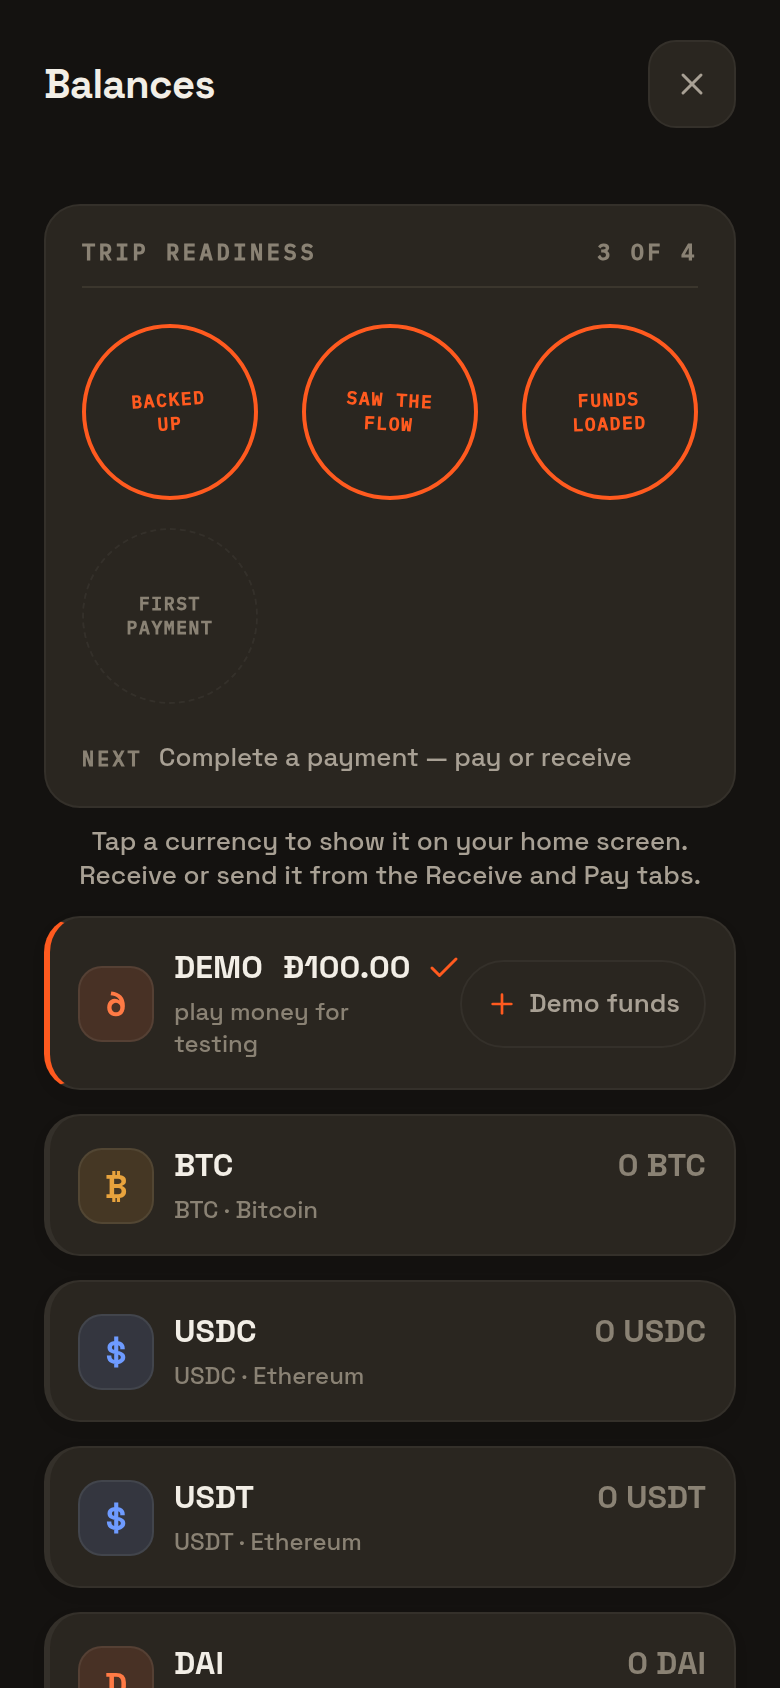 Balances
TRIP READINESS 3 OF 4
BACKED
UP
SAW THE
FLOW
FUNDS
LOADED
FIRST
PAYMENT
NEXT Complete a payment — pay or receive
Tap a currency to show it on your home screen.
Receive or send it from the Receive and Pay tabs.
∂
DEMO Đ100.00
play money for
testing
+ Demo funds
₿
BTC 0 BTC
BTC · Bitcoin
$
USDC 0 USDC
USDC · Ethereum
$
USDT 0 USDT
USDT · Ethereum
D
DAI 0 DAI